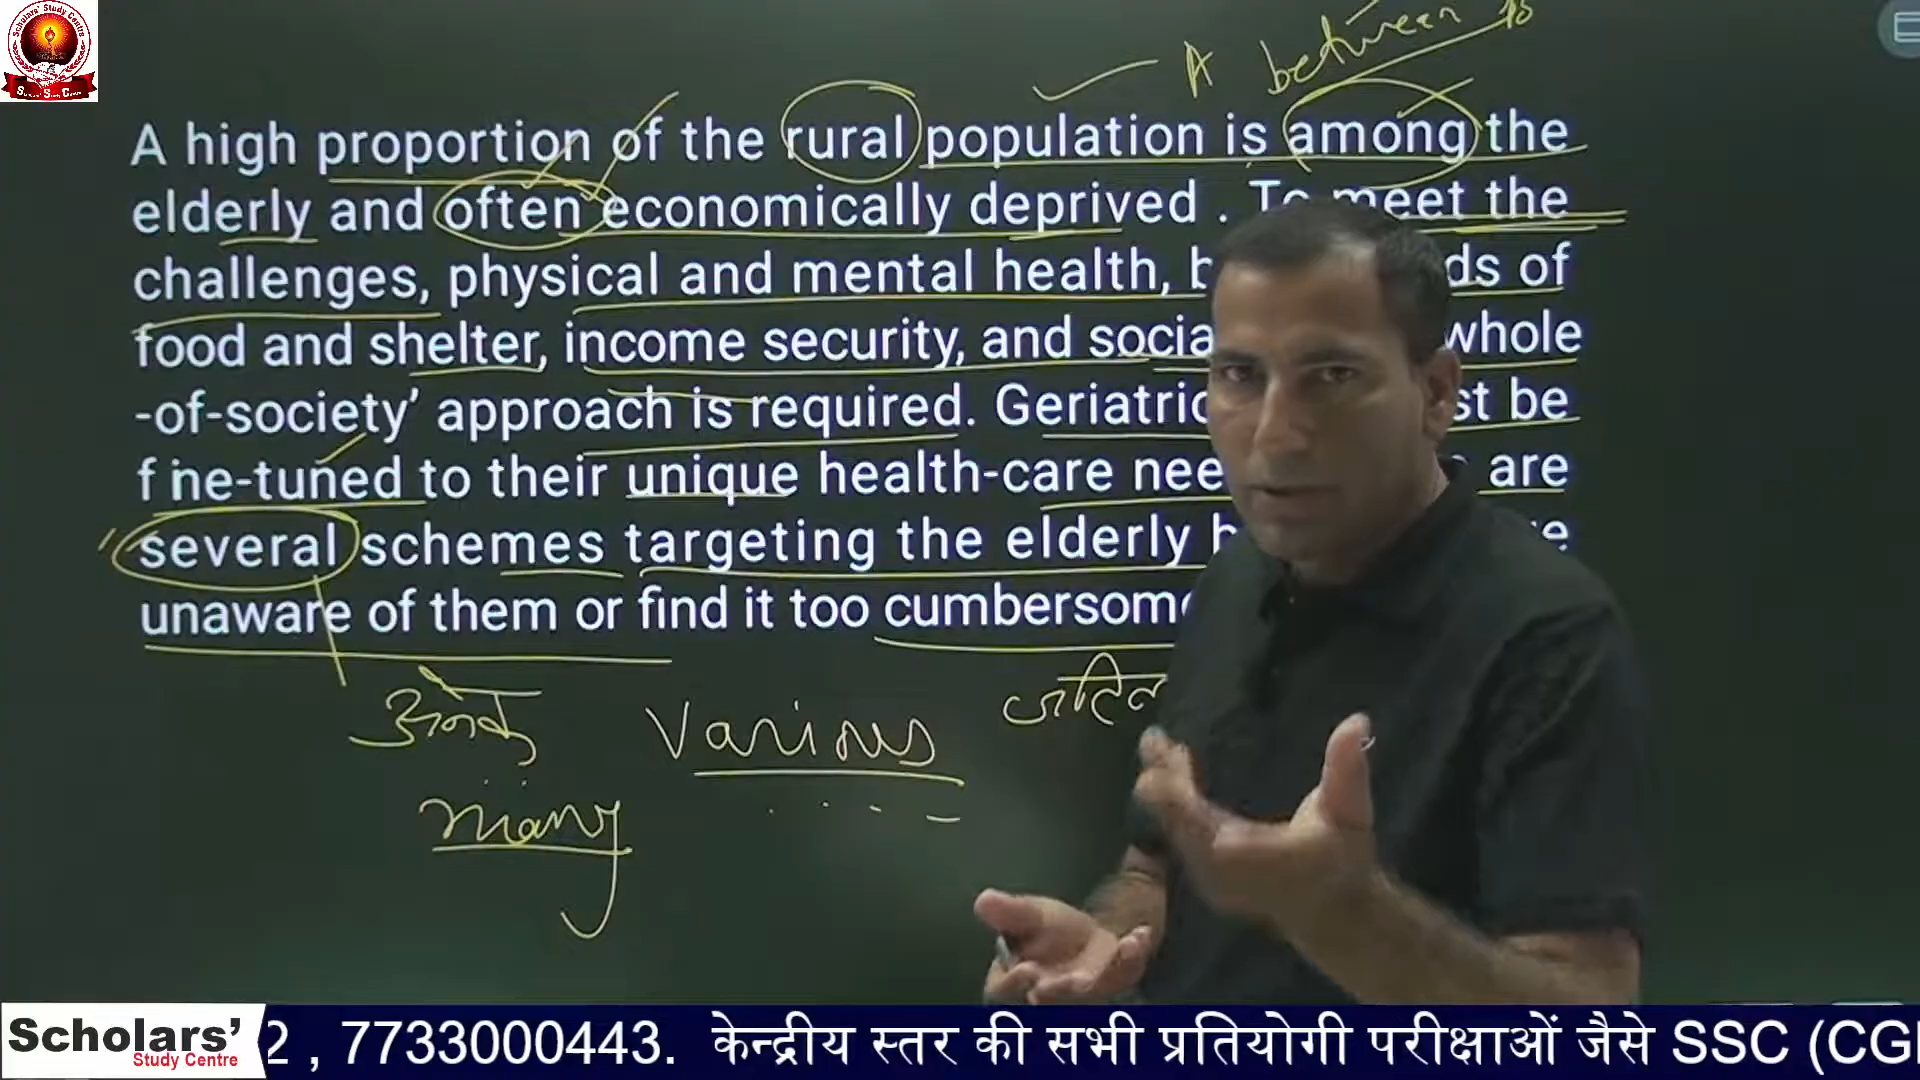 Scholars' Study Centre
A between B
A high proportion of the rural population is among the
elderly and often economically deprived . To meet the
challenges, physical and mental health, ds of
food and shelter, income security, and socia whole
-of-society’ approach is required. Geriatric st be
fine-tuned to their unique health-care nee are
several schemes targeting the elderly
unaware of them or find it too cumbersome
अनेक Various जटिल
many
Scholars’
Study Centre
2 , 7733000443. केन्द्रीय स्तर की सभी प्रतियोगी परीक्षाओं जैसे SSC (CGL